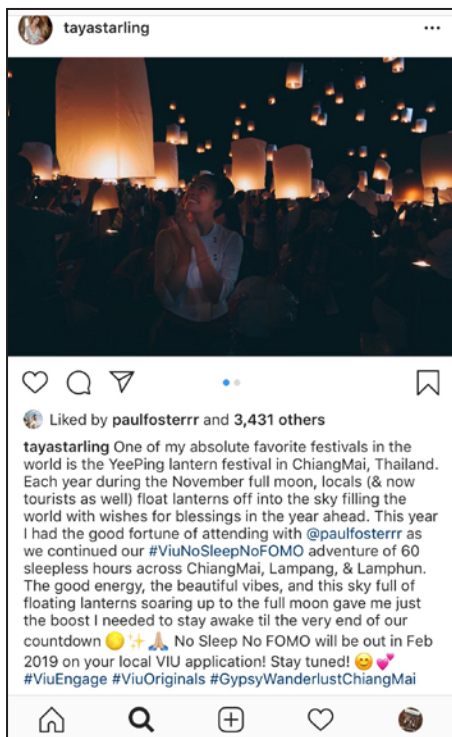 tayastarling
Liked by paulfosterrr and 3,431 others
tayastarling One of my absolute favorite festivals in the
world is the YeePing lantern festival in ChiangMai, Thailand.
Each year during the November full moon, locals (& now
tourists as well) float lanterns off into the sky filling the
world with wishes for blessings in the year ahead. This year
I had the good fortune of attending with @paulfosterrr as
we continued our #ViuNoSleepNoFOMO adventure of 60
sleepless hours across ChiangMai, Lampang, & Lamphun.
The good energy, the beautiful vibes, and this sky full of
floating lanterns soaring up to the full moon gave me just
the boost I needed to stay awake til the very end of our
countdown 🌕✨🙏🏼 No Sleep No FOMO will be out in Feb
2019 on your local VIU application! Stay tuned! 😊💕
#ViuEngage #ViuOriginals #GypsyWanderlustChiangMai